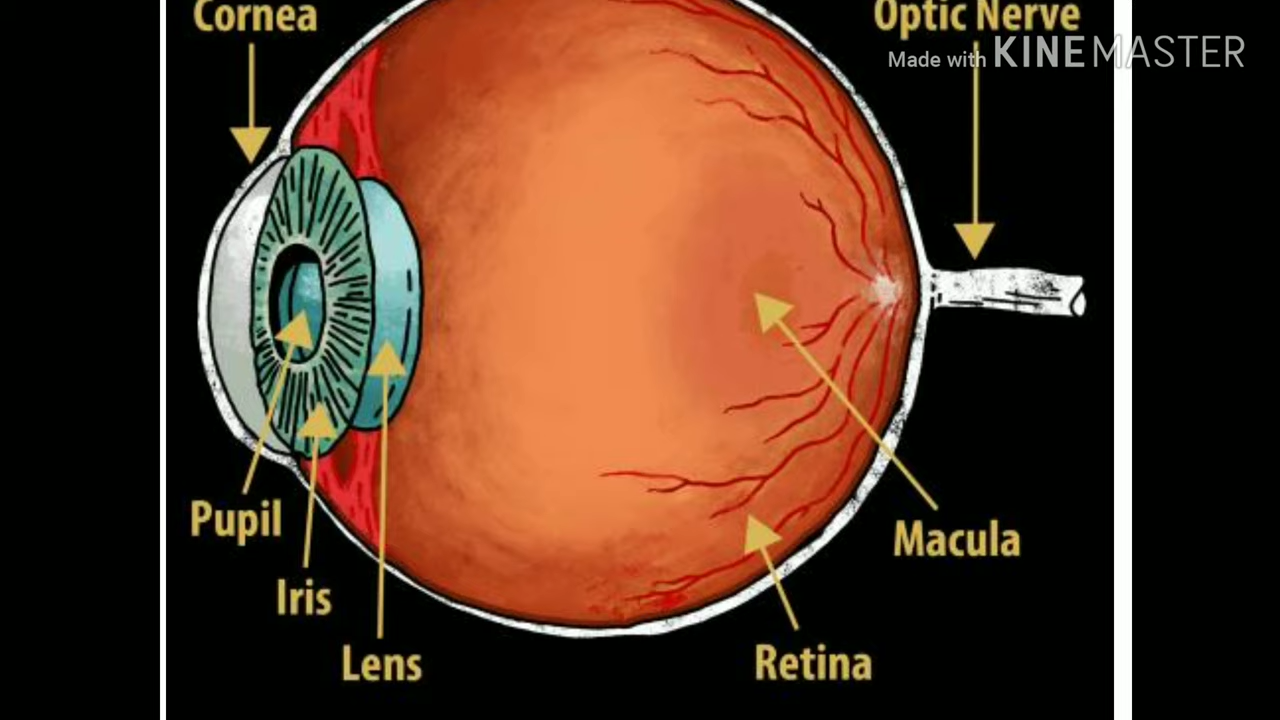 Cornea
Optic Nerve
Made with KINEMASTER
Pupil
Macula
Iris
Lens
Retina